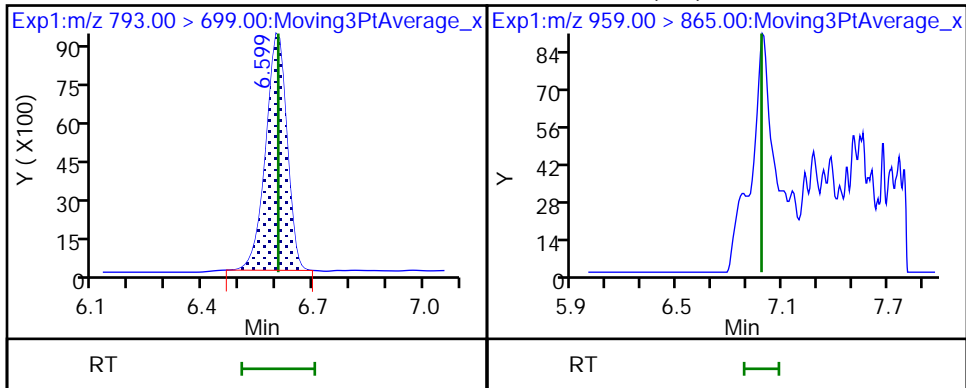 Exp1:m/z 793.00 > 699.00:Moving3PtAverage_x
90
75
60
45
30
15
0
Y ( X100)
6.599
6.1
6.4
6.7
7.0
Min
RT
Exp1:m/z 959.00 > 865.00:Moving3PtAverage_x
84
70
56
42
28
14
0
Y
5.9
6.5
7.1
7.7
Min
RT